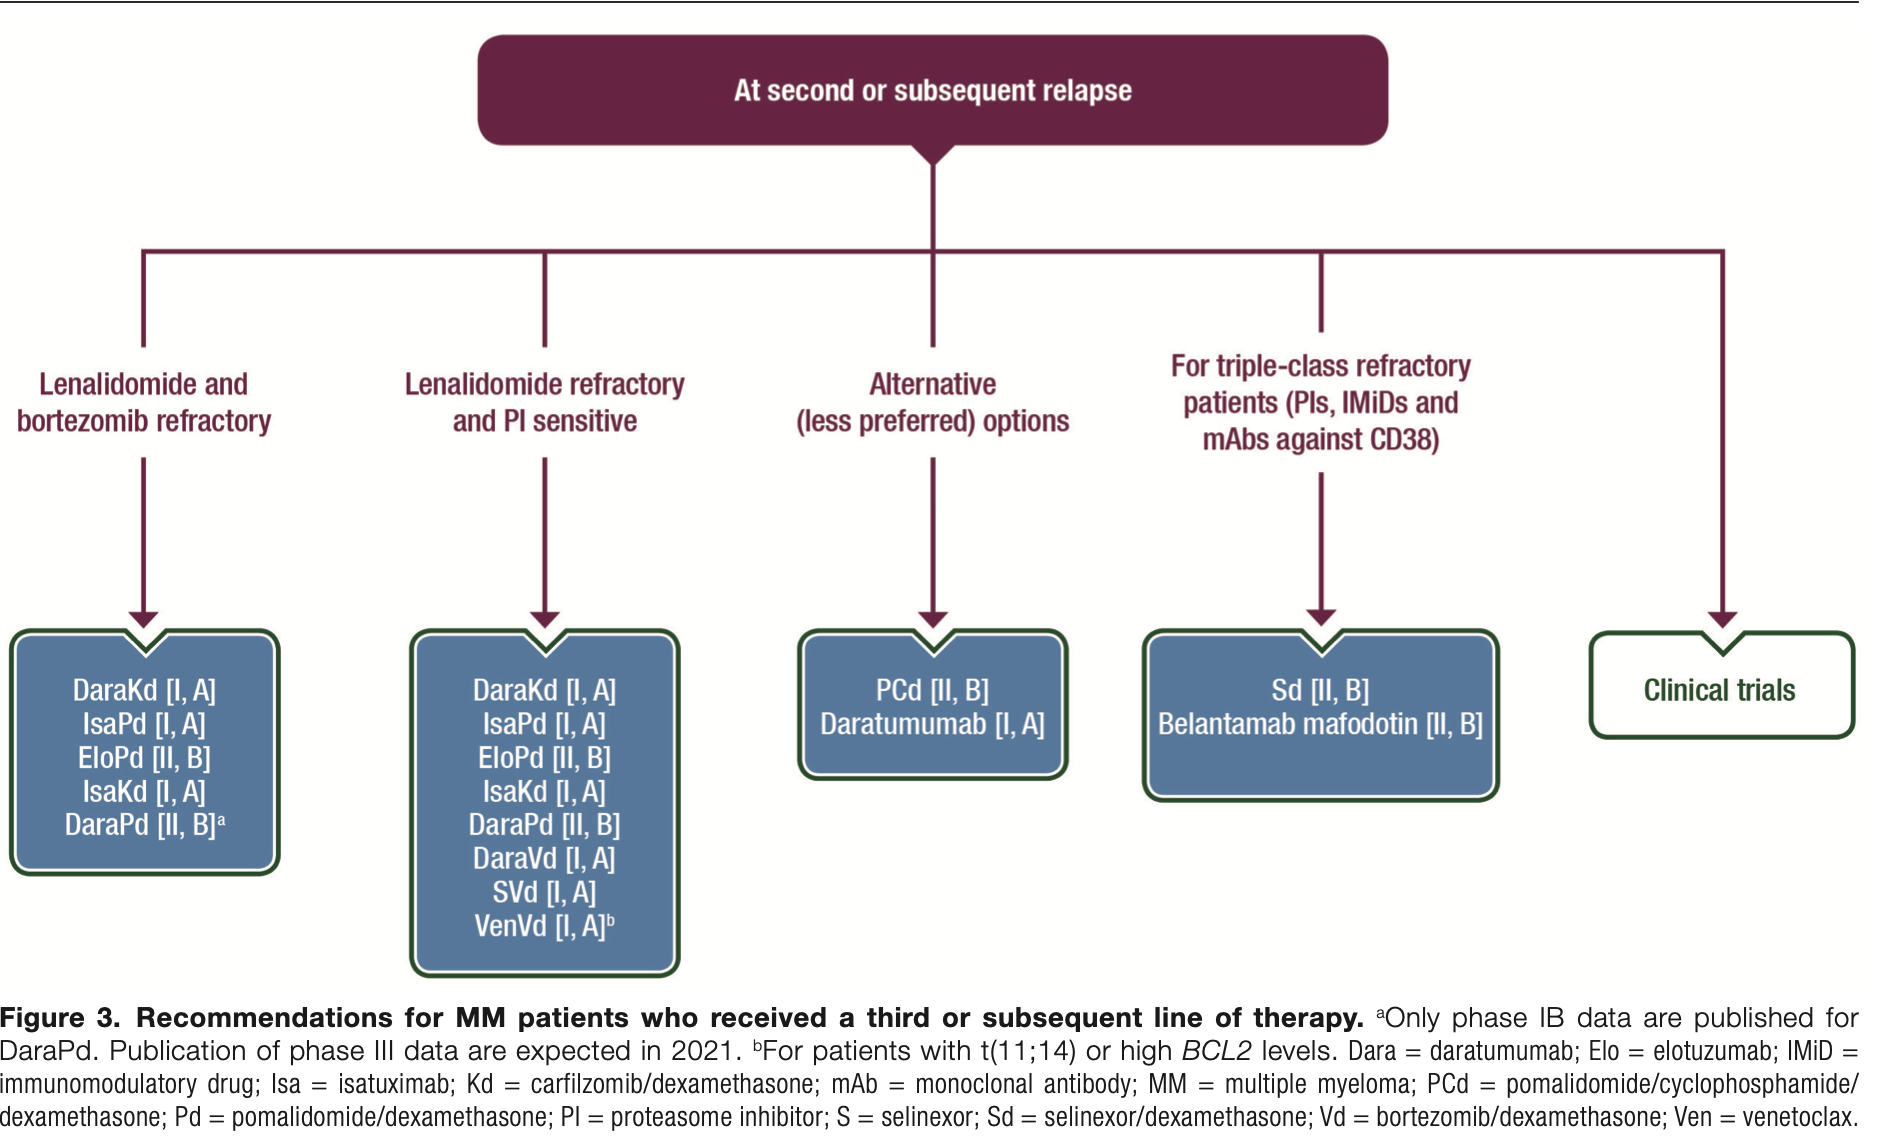 At second or subsequent relapse
Lenalidomide and
bortezomib refractory
Lenalidomide refractory
and PI sensitive
Alternative
(less preferred) options
For triple-class refractory
patients (PIs, IMiDs and
mAbs against CD38)
DaraKd [I, A]
IsaPd [I, A]
EloPd [II, B]
IsaKd [I, A]
DaraPd [II, B]ᵃ
DaraKd [I, A]
IsaPd [I, A]
EloPd [II, B]
IsaKd [I, A]
DaraPd [II, B]
DaraVd [I, A]
SVd [I, A]
VenVd [I, A]ᵇ
PCd [II, B]
Daratumumab [I, A]
Sd [II, B]
Belantamab mafodotin [II, B]
Clinical trials
Figure 3. Recommendations for MM patients who received a third or subsequent line of therapy. ᵃOnly phase IB data are published for
DaraPd. Publication of phase III data are expected in 2021. ᵇFor patients with t(11;14) or high BCL2 levels. Dara = daratumumab; Elo = elotuzumab; IMiD =
immunomodulatory drug; Isa = isatuximab; Kd = carfilzomib/dexamethasone; mAb = monoclonal antibody; MM = multiple myeloma; PCd = pomalidomide/cyclophosphamide/
dexamethasone; Pd = pomalidomide/dexamethasone; PI = proteasome inhibitor; S = selinexor; Sd = selinexor/dexamethasone; Vd = bortezomib/dexamethasone; Ven = venetoclax.